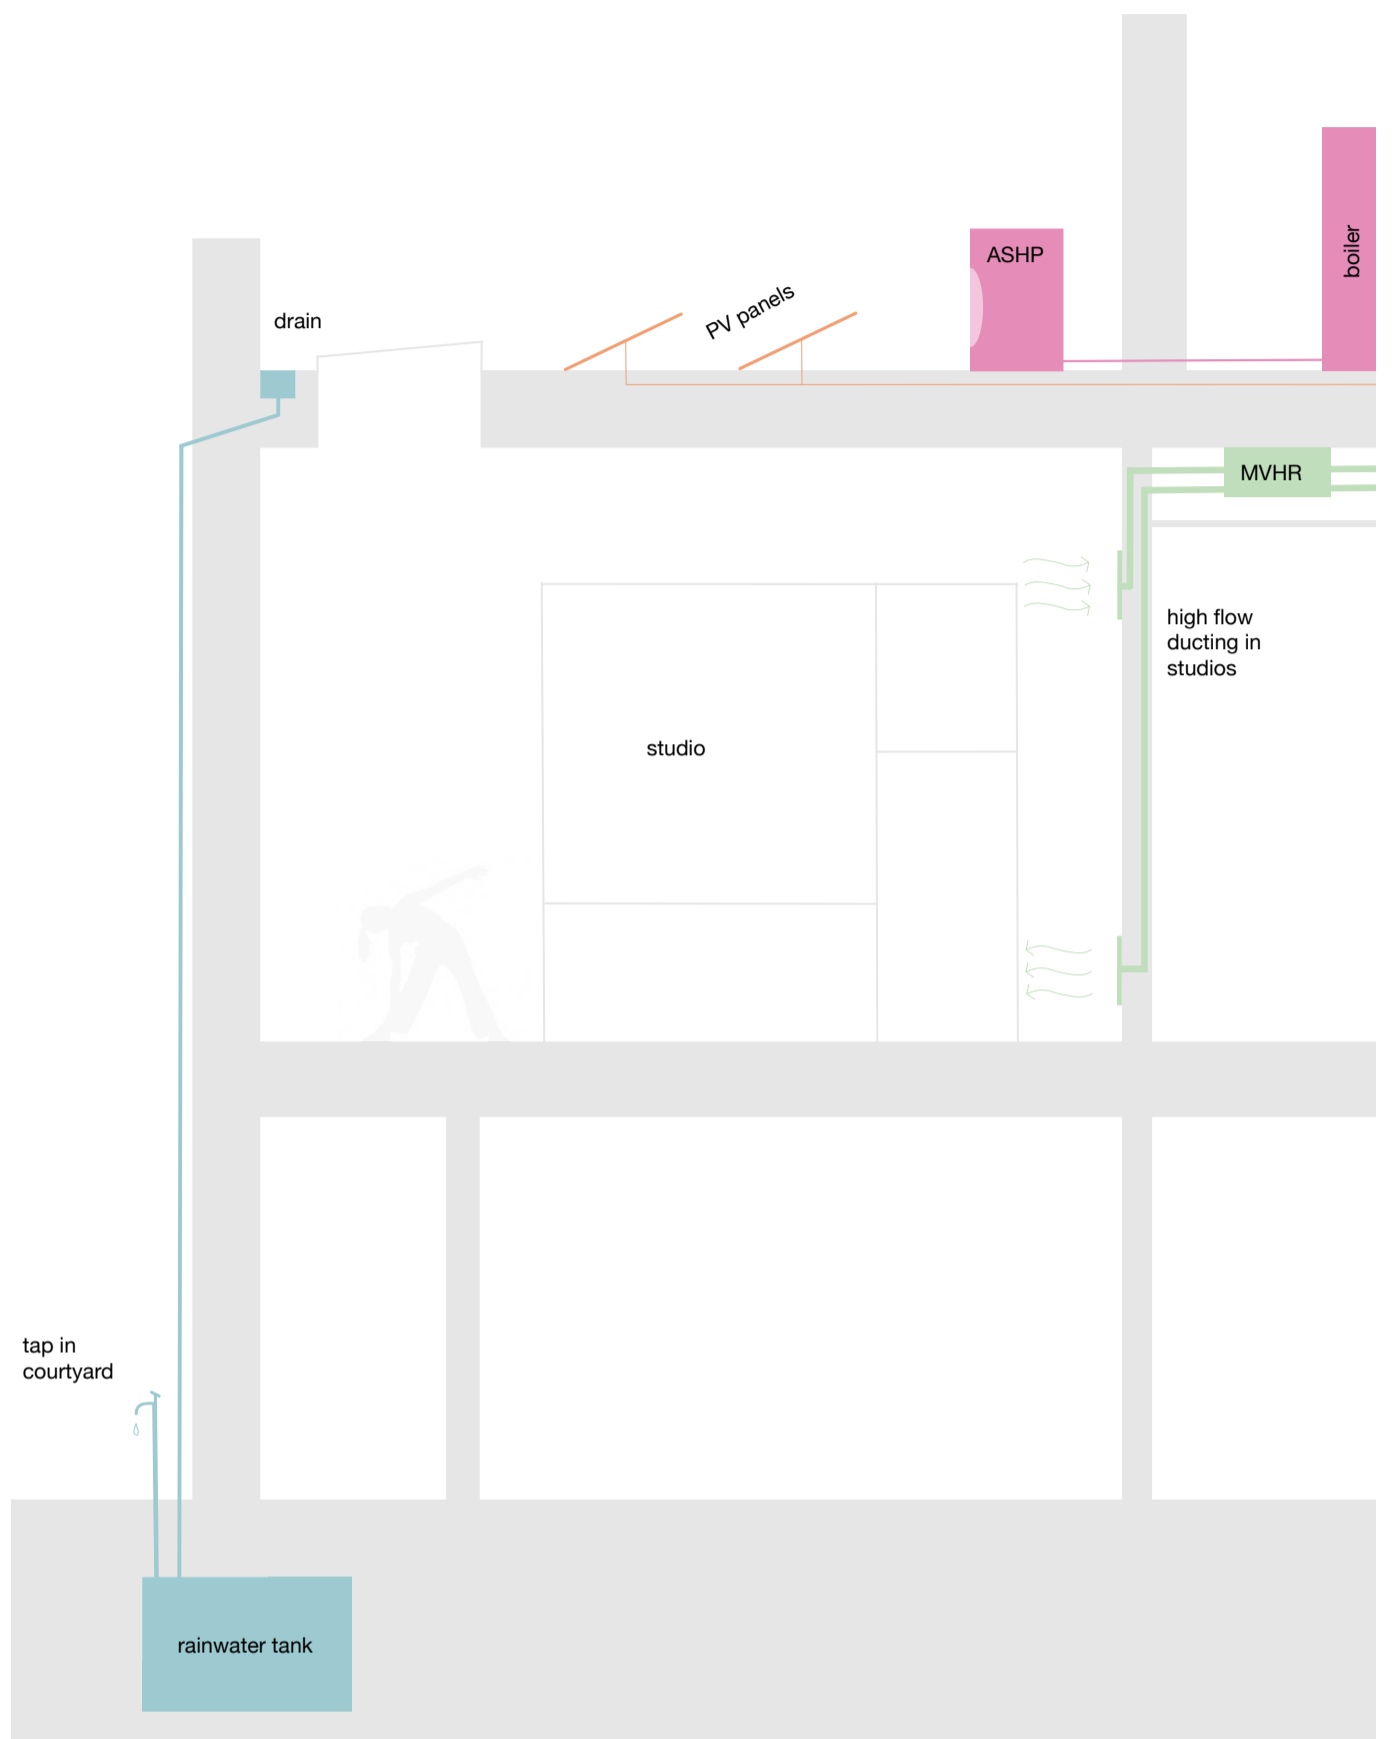 boiler
ASHP
PV panels
drain
MVHR
high flow
ducting in
studios
studio
tap in
courtyard
rainwater tank